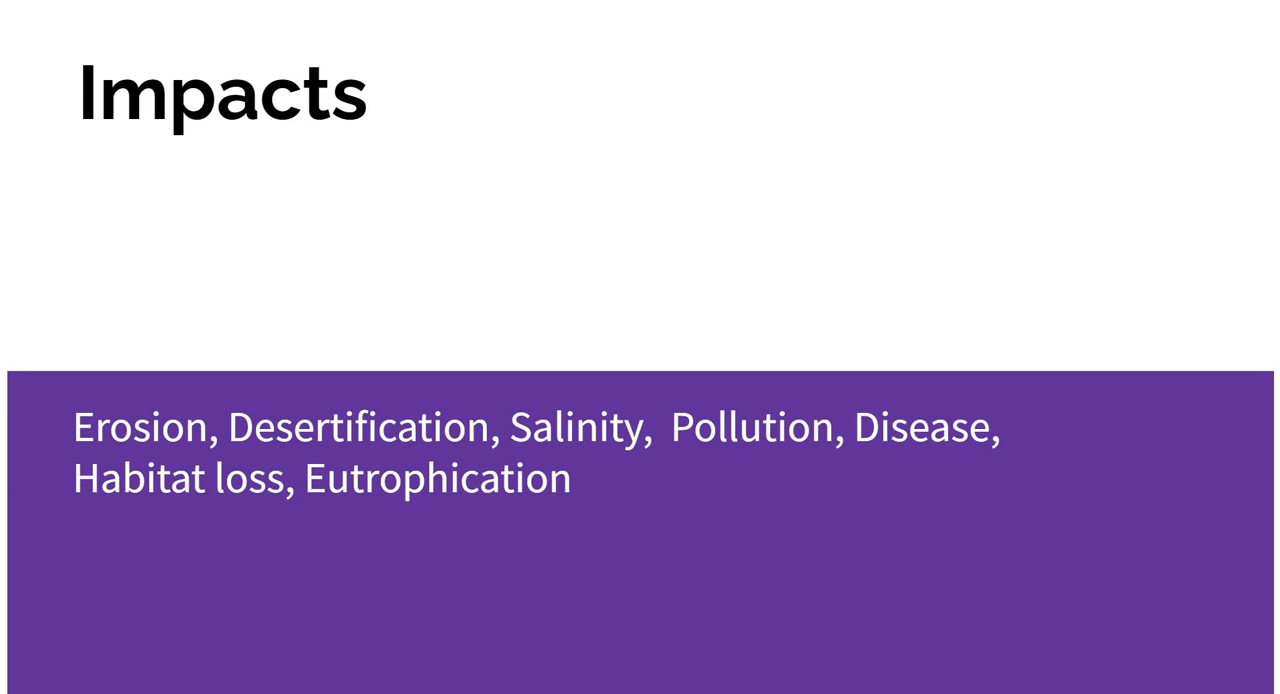 Impacts
Erosion, Desertification, Salinity,  Pollution, Disease,
Habitat loss, Eutrophication